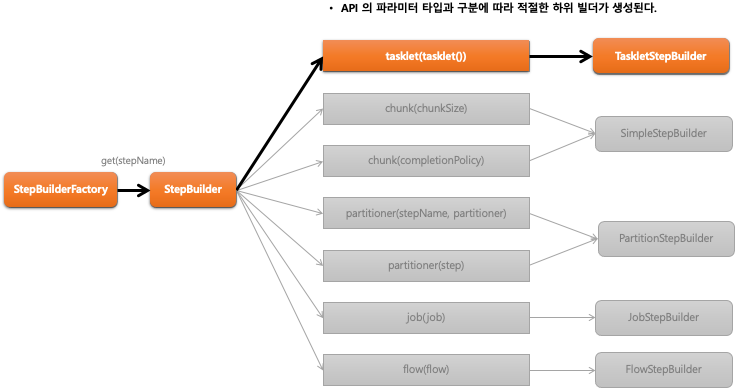 • API 의 파라미터 타입과 구분에 따라 적절한 하위 빌더가 생성된다.
tasklet(tasklet())
TaskletStepBuilder
chunk(chunkSize)
SimpleStepBuilder
chunk(completionPolicy)
get(stepName)
StepBuilderFactory
StepBuilder
partitioner(stepName, partitioner)
PartitionStepBuilder
partitioner(step)
job(job)
JobStepBuilder
flow(flow)
FlowStepBuilder